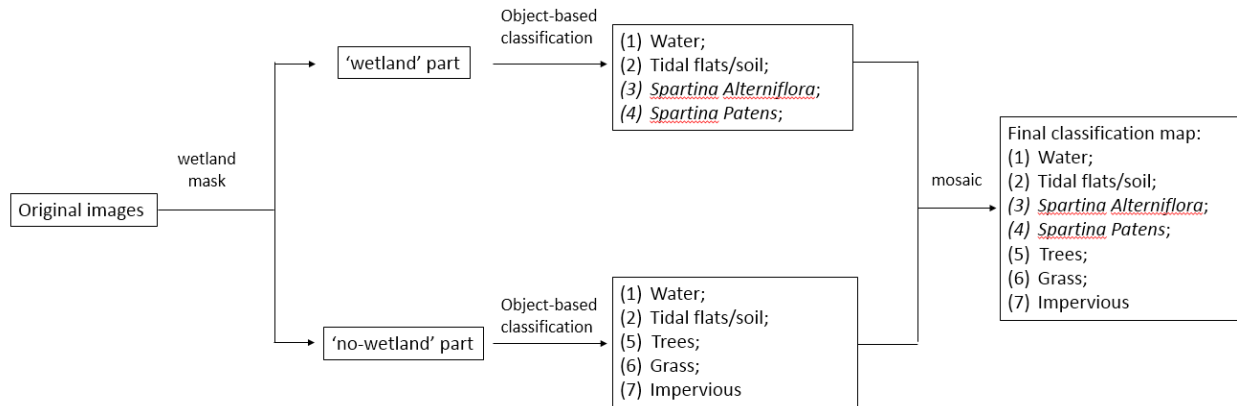 Original images
wetland
mask
‘wetland’ part
‘no-wetland’ part
Object-based
classification
(1) Water;
(2) Tidal flats/soil;
(3) Spartina Alterniflora;
(4) Spartina Patens;
Object-based
classification
(1) Water;
(2 Tidal flats/soil;
(5) Trees;
(6) Grass;
(7) Impervious
mosaic
Final classification map:
(1) Water;
(2) Tidal flats/soil;
(3) Spartina Alterniflora;
(4) Spartina Patens;
(5) Trees;
(6) Grass;
(7) Impervious